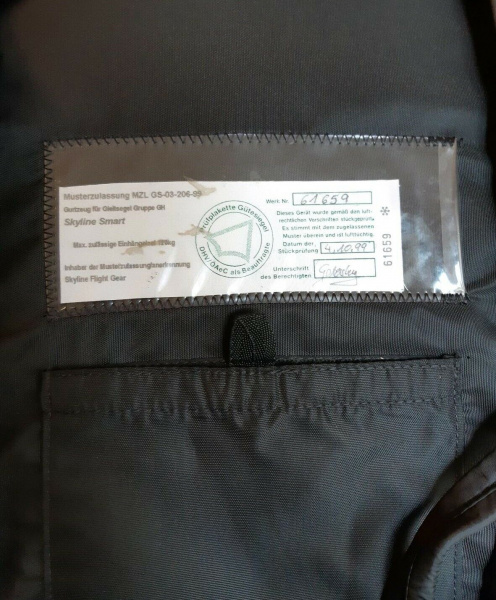 Musterzulassung MZL GS-03-206-99
Gurtzeug für Gleitsegel Gruppe GH
Skyline Smart
Max. zulässige Einhängelast
Inhaber der Musterzulassung/anerkennung
Skyline Flight Gear
Prüfplakette Gütesiegel
DHV/ÖAeC als Beauftragte
Werk Nr. 61659
Dieses Gerät wurde gemäß den luft-
rechtlichen Vorschriften stückgeprüft.
Es stimmt mit dem zugelassenen
Muster überein und ist lufttüchtig.
Datum der
Stückprüfung 4.10.99
Unterschrift
des Berechtigten
61659 *